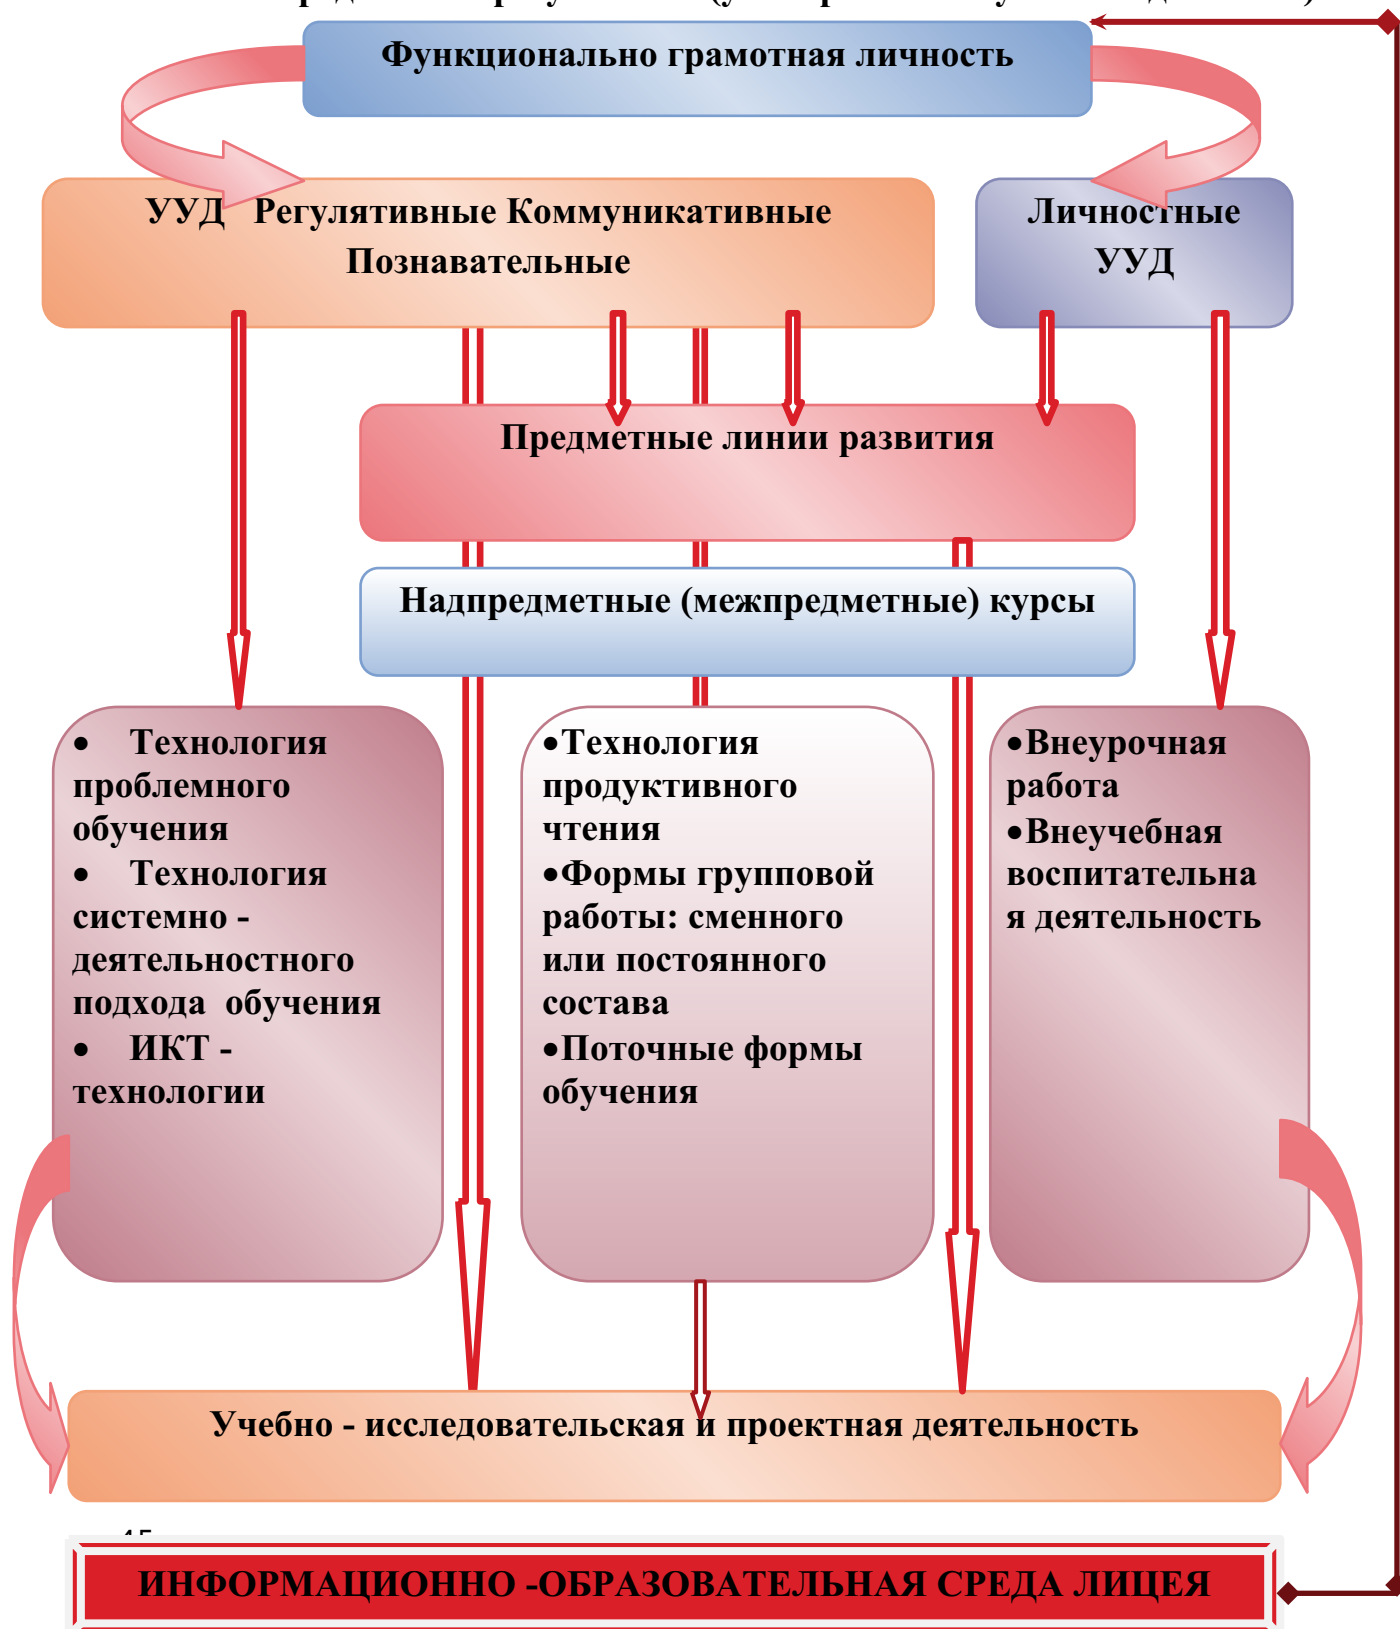 Функционально грамотная личность
УУД Регулятивные Коммуникативные
Познавательные
Личностные
УУД
Предметные линии развития
Надпредметные (межпредметные) курсы
• Технология
проблемного
обучения
• Технология
системно -
деятельностного
подхода обучения
• ИКТ -
технологии
•Технология
продуктивного
чтения
•Формы групповой
работы: сменного
или постоянного
состава
•Поточные формы
обучения
•Внеурочная
работа
•Внеучебная
воспитательна
я деятельность
Учебно - исследовательская и проектная деятельность
ИНФОРМАЦИОННО -ОБРАЗОВАТЕЛЬНАЯ СРЕДА ЛИЦЕЯ